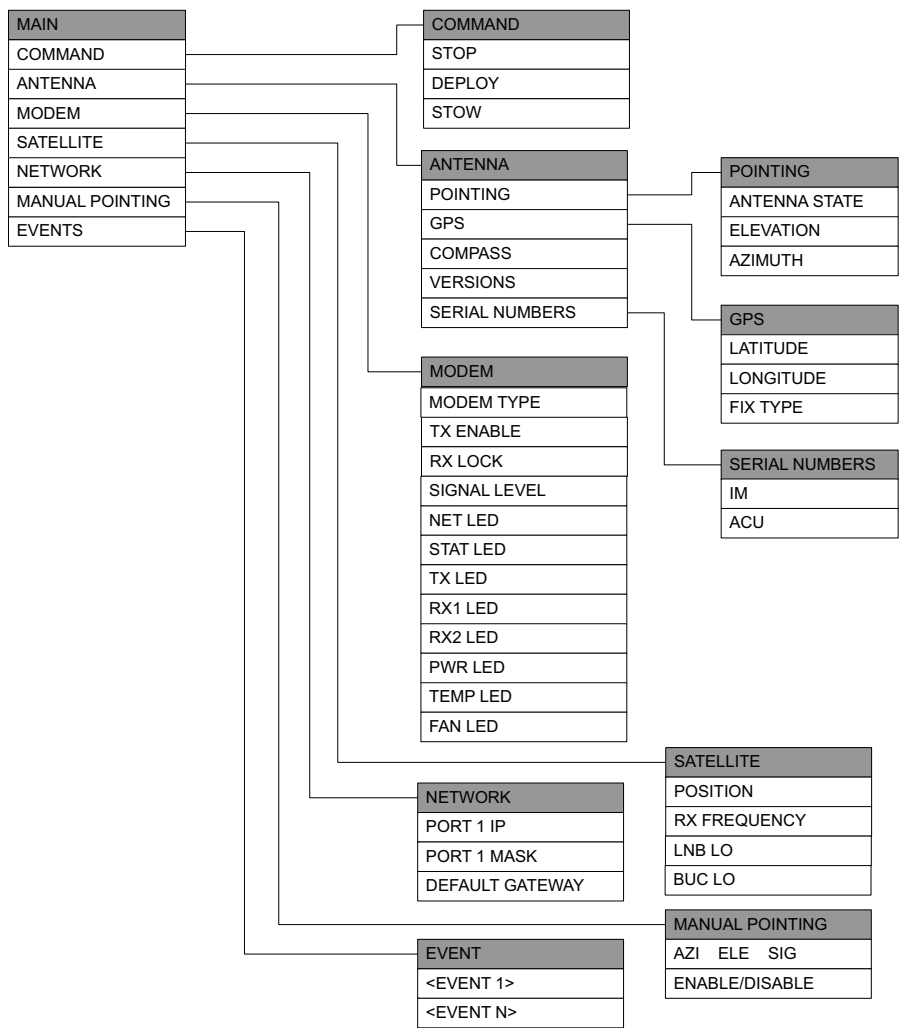 MAIN
COMMAND
ANTENNA
MODEM
SATELLITE
NETWORK
MANUAL POINTING
EVENTS
COMMAND
STOP
DEPLOY
STOW
ANTENNA
POINTING
GPS
COMPASS
VERSIONS
SERIAL NUMBERS
POINTING
ANTENNA STATE
ELEVATION
AZIMUTH
GPS
LATITUDE
LONGITUDE
FIX TYPE
SERIAL NUMBERS
IM
ACU
MODEM
MODEM TYPE
TX ENABLE
RX LOCK
SIGNAL LEVEL
NET LED
STAT LED
TX LED
RX1 LED
RX2 LED
PWR LED
TEMP LED
FAN LED
SATELLITE
POSITION
RX FREQUENCY
LNB LO
BUC LO
NETWORK
PORT 1 IP
PORT 1 MASK
DEFAULT GATEWAY
MANUAL POINTING
AZI ELE SIG
ENABLE/DISABLE
EVENT
<EVENT 1>
<EVENT N>